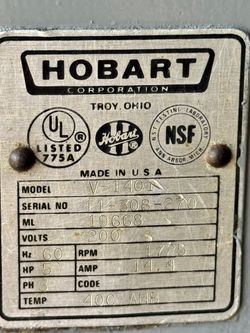 HOBART
CORPORATION
TROY, OHIO
UL
LISTED
775A
Hobart
H
NSF
TESTING LABORATORY
ANN ARBOR MICH.
MADE IN U S A
MODEL V-1401
SERIAL NO
ML 19668
VOLTS 200
Hz 60 RPM 1725
HP 5 AMP 14.4
PH 3 CODE
TEMP 40C AMB